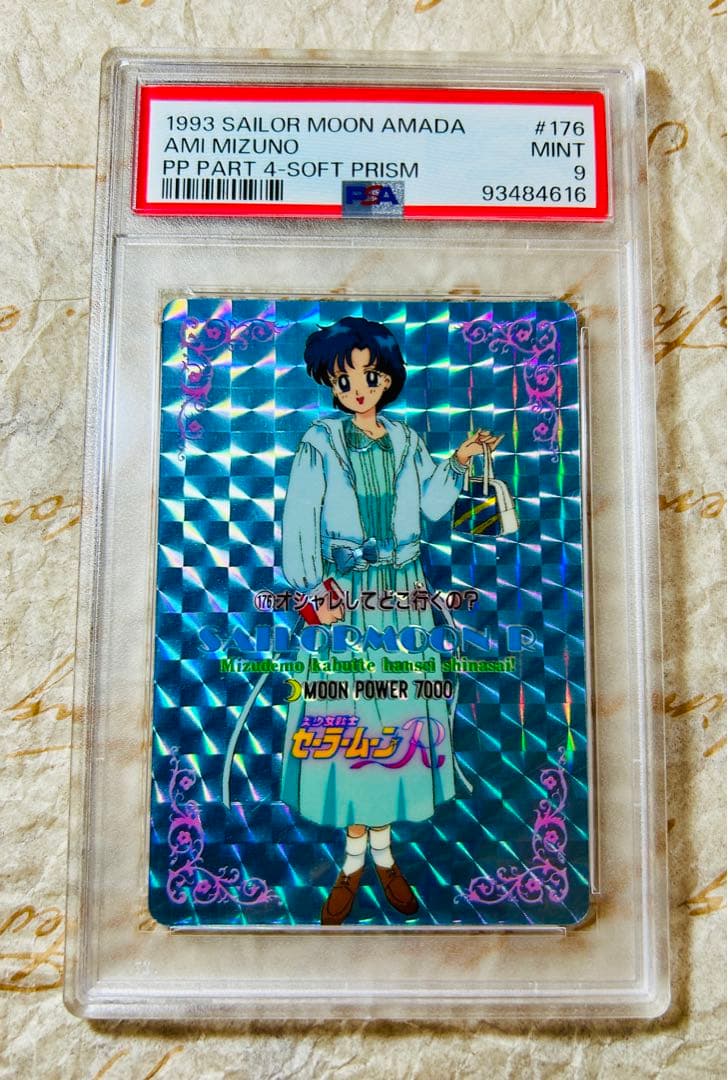 1993 SAILOR MOON AMADA #176
AMI MIZUNO MINT
PP PART 4-SOFT PRISM 9
PSA 93484616
176オシャレしてどこ行くの?
SAILORMOON R
Mizudemo kabutte hansei shinasai!
MOON POWER 7000
美少女戦士
セーラームーンR